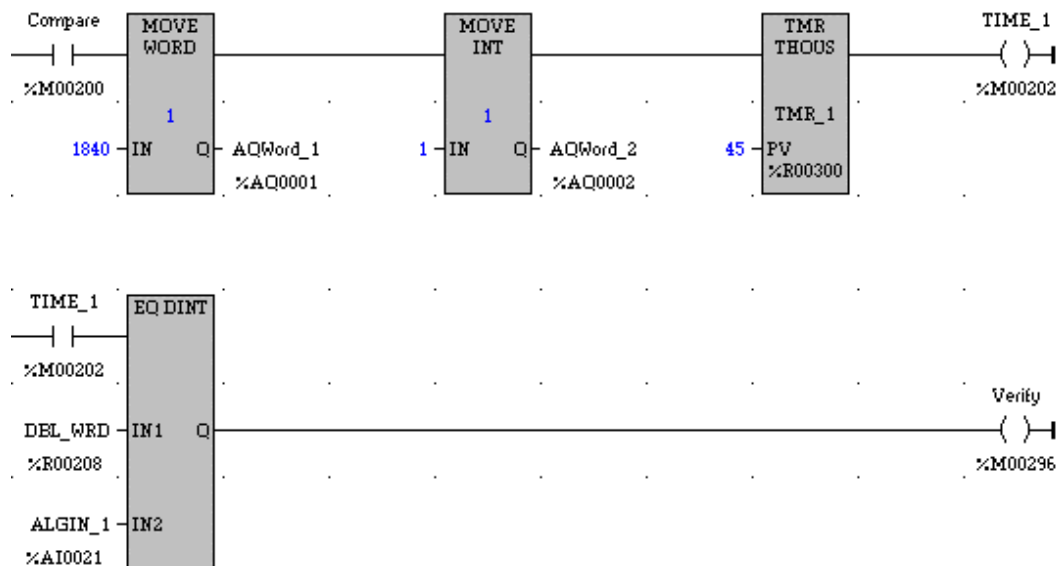 Compare
MOVE
WORD
MOVE
INT
TMR
THOUS
TIME_1
%M00200
%M00202
1
1
TMR_1
1840 IN Q AQWord_1
1 IN Q AQWord_2
45 PV
%AQ0001
%AQ0002
%R00300
TIME_1
EQ DINT
%M00202
Verify
DBL_WRD IN1 Q
%R00208
%M00296
ALGIN_1 IN2
%AI0021